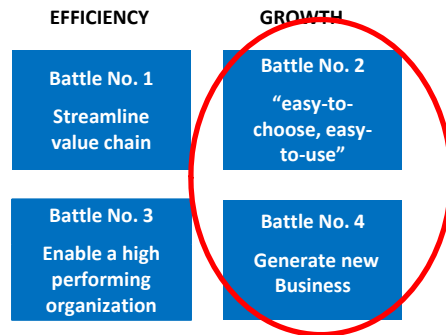 EFFICIENCY
GROWTH
Battle No. 1
Streamline
value chain
Battle No. 2
“easy-to-
choose, easy-
to-use”
Battle No. 3
Enable a high
performing
organization
Battle No. 4
Generate new
Business